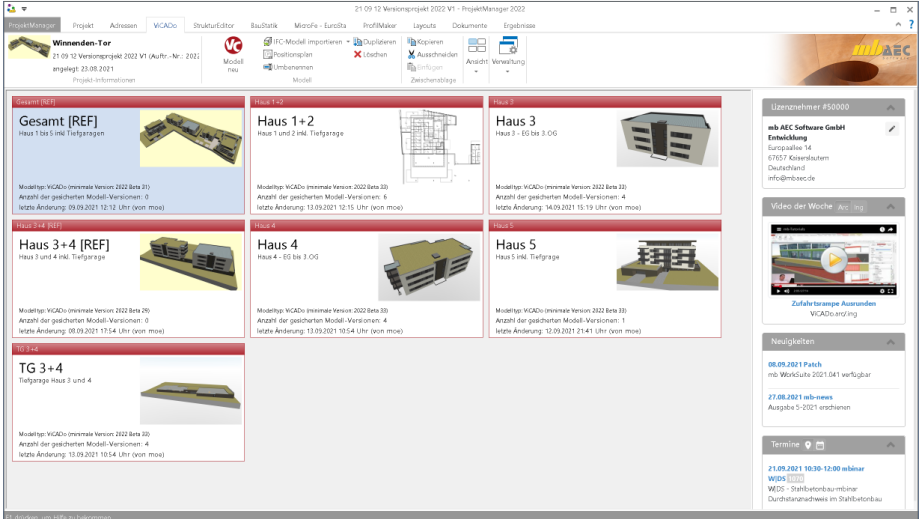 21 09 12 Versionsprojekt 2022 V1 - ProjektManager 2022
ProjektManager Projekt Adressen ViCADo StrukturEditor BauStatik MicroFe - EuroSta ProfilMaker Layouts Dokumente Ergebnisse
Winnenden-Tor
21 09 12 Versionsprojekt 2022 V1 (Auftr.-Nr.: 2022
angelegt: 23.08.2021
Projekt-Informationen
Modell
neu
IFC-Modell importieren
Positionsplan
Umbenennen
Duplizieren
Löschen
Modell
Kopieren
Ausschneiden
Einfügen
Zwischenablage
Ansicht
Verwaltung
mb AEC
Software
Gesamt [REF]
Gesamt [REF]
Haus 1 bis 5 inkl. Tiefgaragen
Modelltyp: ViCADo (minimale Version: 2022 Beta 31)
Anzahl der gesicherten Modell-Versionen: 0
letzte Änderung: 09.09.2021 12:12 Uhr (von moe)
Haus 1+2
Haus 1+2
Haus 1 und 2 inkl. Tiefgarage
Modelltyp: ViCADo (minimale Version: 2022 Beta 33)
Anzahl der gesicherten Modell-Versionen: 6
letzte Änderung: 13.09.2021 12:15 Uhr (von moe)
Haus 3
Haus 3
Haus 3 - EG bis 3. OG
Modelltyp: ViCADo (minimale Version: 2022 Beta 33)
Anzahl der gesicherten Modell-Versionen: 4
letzte Änderung: 14.09.2021 15:19 Uhr (von moe)
Haus 3+4 [REF]
Haus 3+4 [REF]
Haus 3 und 4 inkl. Tiefgarage
Modelltyp: ViCADo (minimale Version: 2022 Beta 29)
Anzahl der gesicherten Modell-Versionen: 0
letzte Änderung: 08.09.2021 17:54 Uhr (von moe)
Haus 4
Haus 4
Haus 4 - EG bis 3. OG
Modelltyp: ViCADo (minimale Version: 2022 Beta 33)
Anzahl der gesicherten Modell-Versionen: 4
letzte Änderung: 13.09.2021 10:54 Uhr (von moe)
Haus 5
Haus 5
Haus 5 inkl. Tiefgarage
Modelltyp: ViCADo (minimale Version: 2022 Beta 33)
Anzahl der gesicherten Modell-Versionen: 1
letzte Änderung: 12.09.2021 21:41 Uhr (von moe)
TG 3+4
TG 3+4
Tiefgarage Haus 3 und 4
Modelltyp: ViCADo (minimale Version: 2022 Beta 33)
Anzahl der gesicherten Modell-Versionen: 4
letzte Änderung: 13.09.2021 10:54 Uhr (von moe)
Lizenznehmer #50000
mb AEC Software GmbH
Entwicklung
Europaallee 14
67657 Kaiserslautern
Deutschland
info@mbaec.de
Video der Woche Arc Ing
Zufahrtsrampe Ausrunden
ViCADo.arc/ing
Neuigkeiten
08.09.2021 Patch
mb WorkSuite 2021.041 verfügbar
27.08.2021 mb-news
Ausgabe 5-2021 erschienen
Termine
21.09.2021 10:30-12:00 mbinar
W|DS
W|DS - Stahlbetonbau-mbinar
Durchstanznachweis im Stahlbetonbau
F1 drücken, um Hilfe zu bekommen.